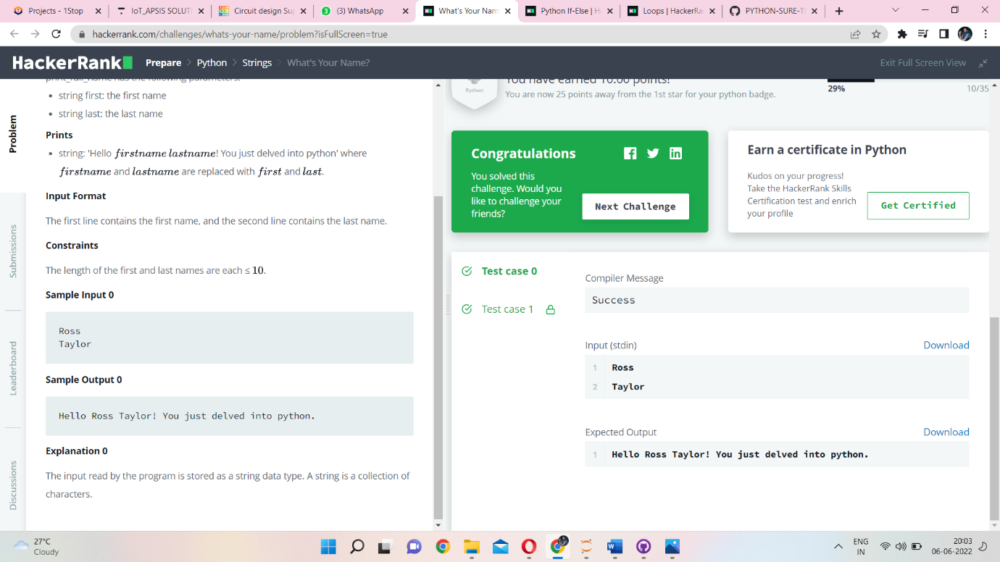 Projects - 1Stop
IoT_APSIS SOLUTI
Circuit design Su
(3) WhatsApp
What's Your Nam
Python If-Else | H
Loops | HackerRa
PYTHON-SURE-T
hackerrank.com/challenges/whats-your-name/problem?isFullScreen=true
HackerRank
Prepare > Python > Strings > What's Your Name?
Exit Full Screen View
Problem
Submissions
Leaderboard
Discussions
print_full_name has the following parameters:
• string first: the first name
• string last: the last name
Prints
• string: 'Hello firstname lastname! You just delved into python' where
firstname and lastname are replaced with first and last.
Input Format
The first line contains the first name, and the second line contains the last name.
Constraints
The length of the first and last names are each ≤ 10.
Sample Input 0
Ross
Taylor
Sample Output 0
Hello Ross Taylor! You just delved into python.
Explanation 0
The input read by the program is stored as a string data type. A string is a collection of
characters.
Python
You have earned 10.00 points!
You are now 25 points away from the 1st star for your python badge.
29%
10/35
Congratulations
You solved this
challenge. Would you
like to challenge your
friends?
Next Challenge
Earn a certificate in Python
Kudos on your progress!
Take the HackerRank Skills
Certification test and enrich
your profile
Get Certified
Test case 0
Test case 1
Compiler Message
Success
Input (stdin)
Download
1 Ross
2 Taylor
Expected Output
Download
1 Hello Ross Taylor! You just delved into python.
27°C
Cloudy
ENG
IN
20:03
06-06-2022